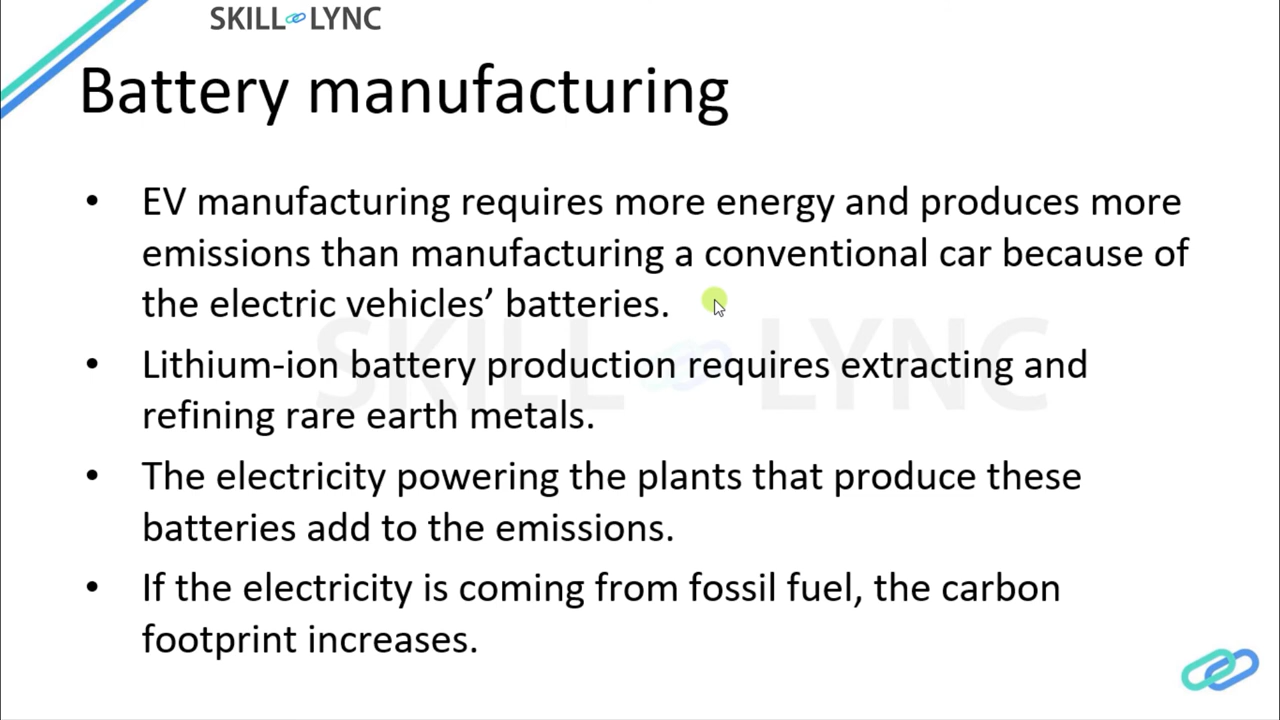 SKILL LYNC
Battery manufacturing
• EV manufacturing requires more energy and produces more
emissions than manufacturing a conventional car because of
the electric vehicles’ batteries.
• Lithium-ion battery production requires extracting and
refining rare earth metals.
• The electricity powering the plants that produce these
batteries add to the emissions.
• If the electricity is coming from fossil fuel, the carbon
footprint increases.
SKILL LYNC